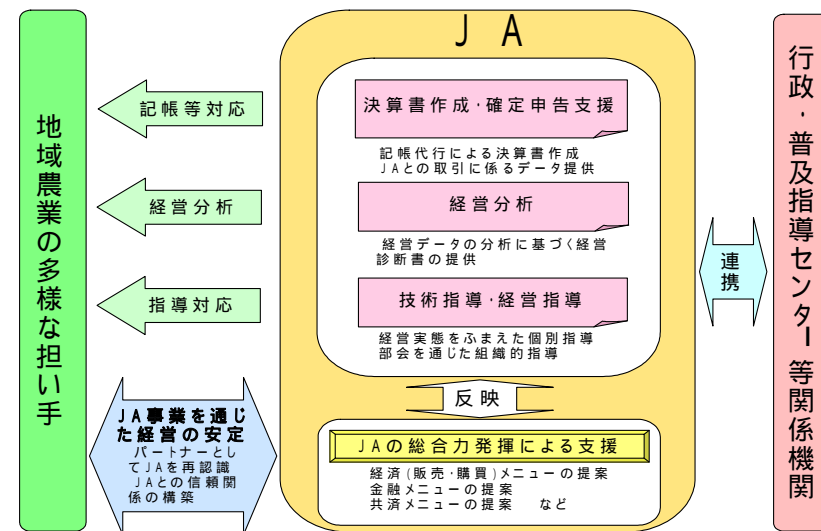 地域農業の多様な担い手
記帳等対応
経営分析
指導対応
JA事業を通じ
た経営の安定
パートナーとし
てJAを再認識
JAとの信頼関
係の構築
JA
決算書作成・確定申告支援
記帳代行による決算書作成
JAとの取引に係るデータ提供
経営分析
経営データの分析に基づく経営
診断書の提供
技術指導・経営指導
経営実態をふまえた個別指導
部会を通じた組織的指導
反映
JAの総合力発揮による支援
経済(販売・購買)メニューの提案
金融メニューの提案
共済メニューの提案 など
連携
行政・普及指導センター等関係機関